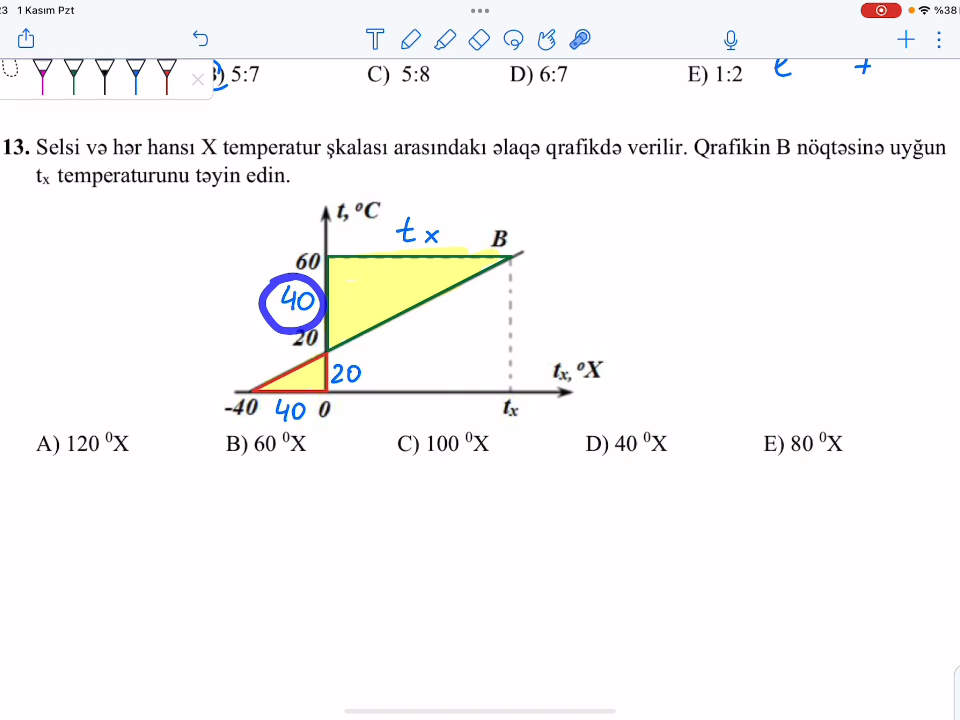 23 1 Kasım Pzt %38
B) 5:7 C) 5:8 D) 6:7 E) 1:2
13. Selsi və hər hansı X temperatur şkalası arasındakı əlaqə qrafikdə verilir. Qrafikin B nöqtəsinə uyğun
tₓ temperaturunu təyin edin.
t, °C
tx B
60
40
20
20
tₓ, °X
-40 40 0 tₓ
A) 120 ⁰X B) 60 ⁰X C) 100 ⁰X D) 40 ⁰X E) 80 ⁰X